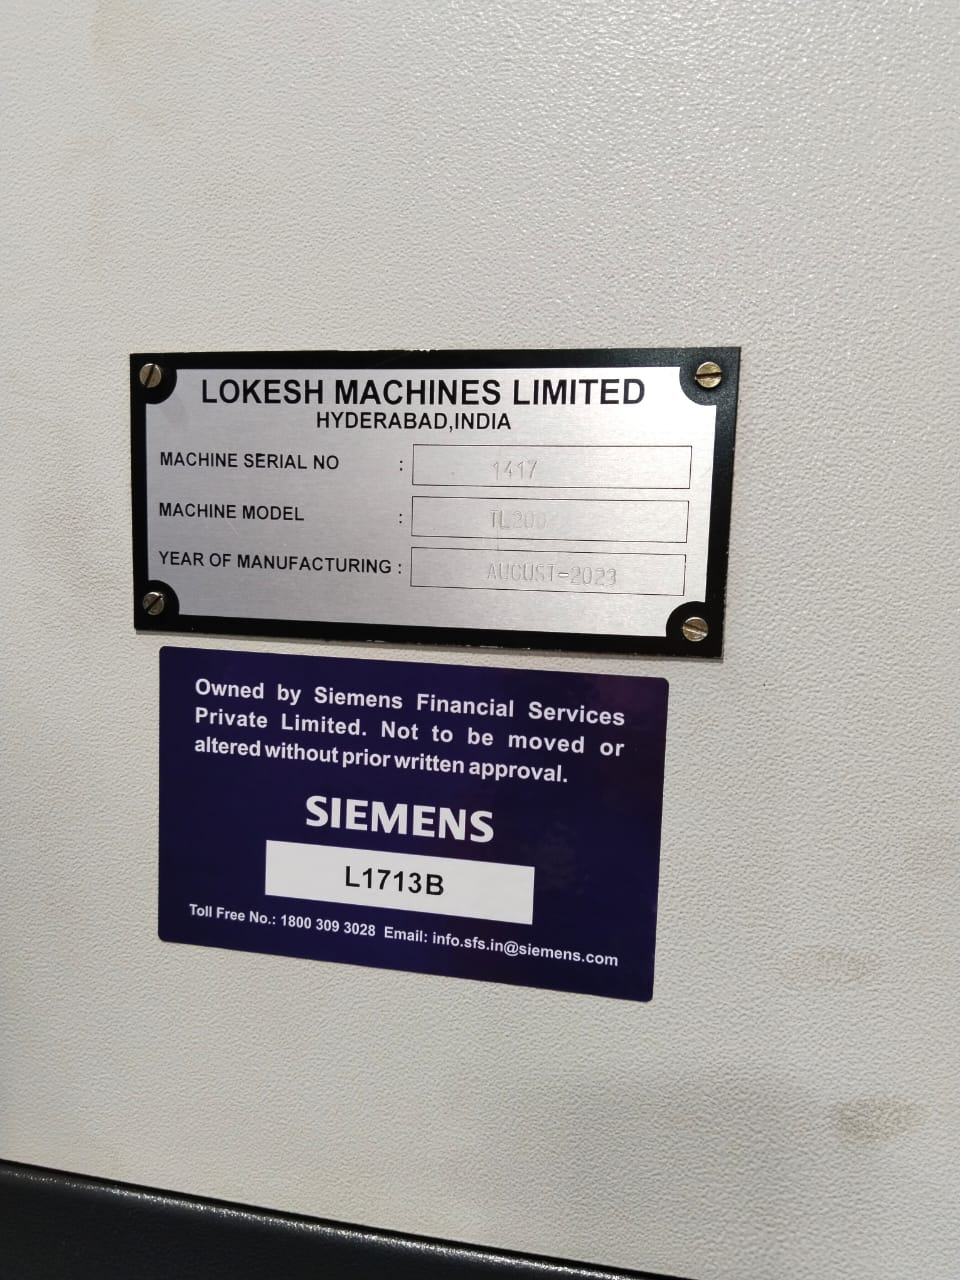 LOKESH MACHINES LIMITED
HYDERABAD,INDIA
MACHINE SERIAL NO : 1417
MACHINE MODEL : TL200
YEAR OF MANUFACTURING : AUGUST-2023
Owned by Siemens Financial Services
Private Limited. Not to be moved or
altered without prior written approval.
SIEMENS
L1713B
Toll Free No.: 1800 309 3028 Email: info.sfs.in@siemens.com